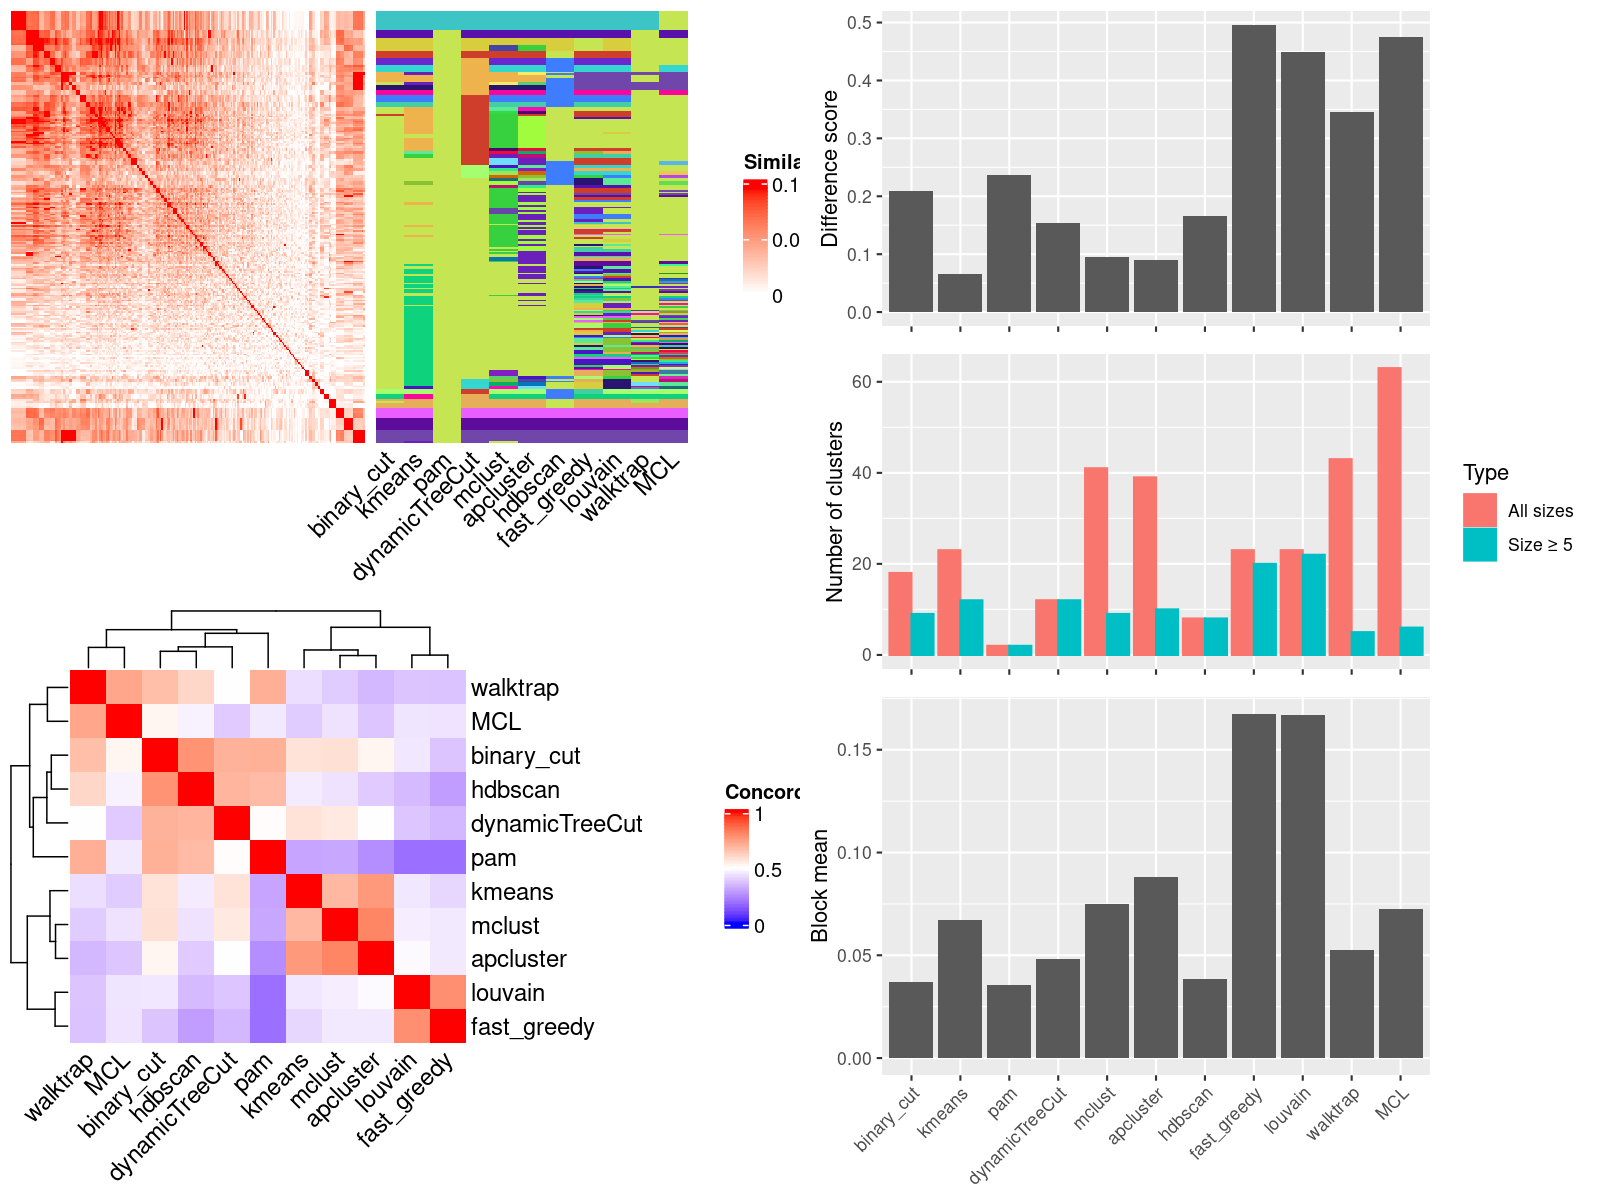 Simila
0.1
0.0
0
binary_cut
kmeans
pam
dynamicTreeCut
mclust
apcluster
hdbscan
fast_greedy
louvain
walktrap
MCL
walktrap
MCL
binary_cut
hdbscan
dynamicTreeCut
pam
kmeans
mclust
apcluster
louvain
fast_greedy
Concord
1
0.5
0
walktrap
MCL
binary_cut
hdbscan
dynamicTreeCut
pam
kmeans
mclust
apcluster
louvain
fast_greedy
Difference score
0.5
0.4
0.3
0.2
0.1
0.0
Number of clusters
60
40
20
0
Type
All sizes
Size ≥ 5
Block mean
0.15
0.10
0.05
0.00
binary_cut
kmeans
pam
dynamicTreeCut
mclust
apcluster
hdbscan
fast_greedy
louvain
walktrap
MCL